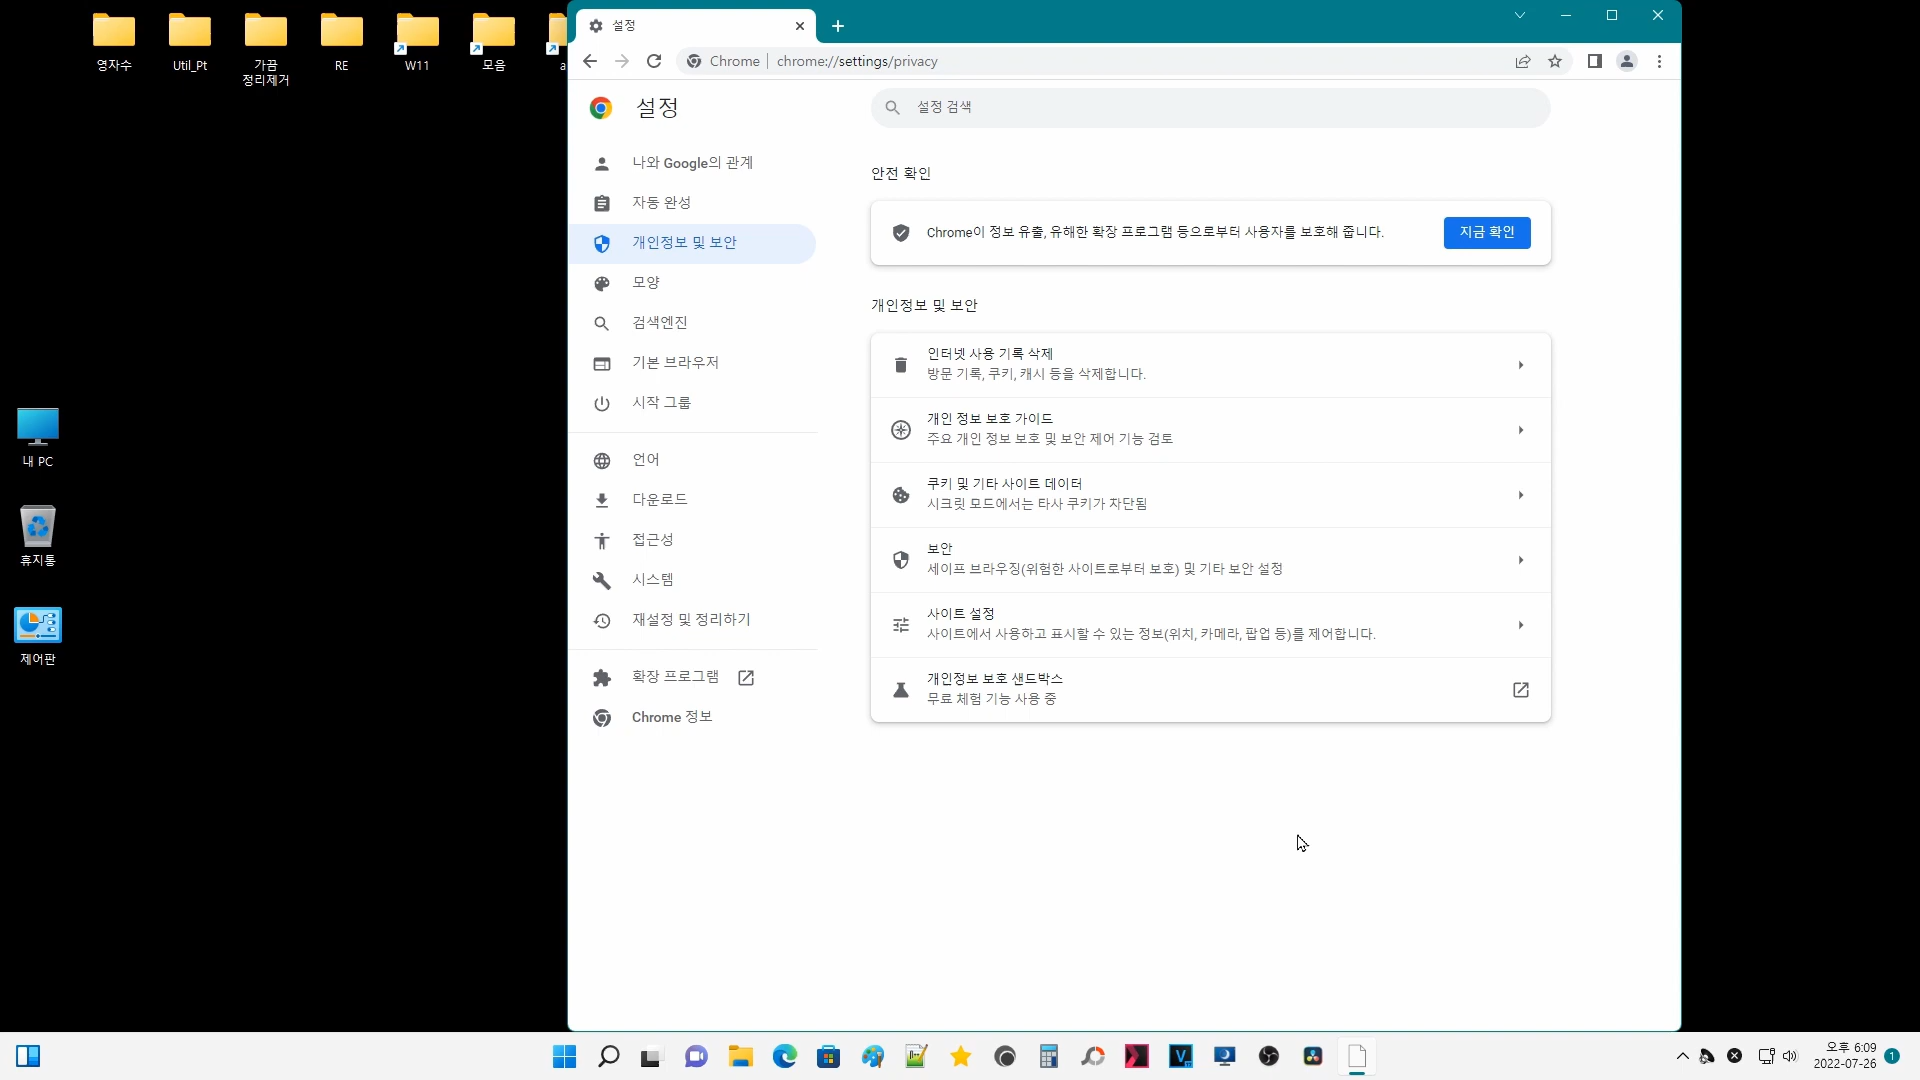 영자수
Util_Pt
가끔
정리제거
RE
W11
모음
a
내 PC
휴지통
제어판
설정
Chrome
chrome://settings/privacy
설정
설정 검색
나와 Google의 관계
자동 완성
개인정보 및 보안
모양
검색엔진
기본 브라우저
시작 그룹
언어
다운로드
접근성
시스템
재설정 및 정리하기
확장 프로그램
Chrome 정보
안전 확인
Chrome이 정보 유출, 유해한 확장 프로그램 등으로부터 사용자를 보호해 줍니다.
지금 확인
개인정보 및 보안
인터넷 사용 기록 삭제
방문 기록, 쿠키, 캐시 등을 삭제합니다.
개인 정보 보호 가이드
주요 개인 정보 보호 및 보안 제어 기능 검토
쿠키 및 기타 사이트 데이터
시크릿 모드에서는 타사 쿠키가 차단됨
보안
세이프 브라우징(위험한 사이트로부터 보호) 및 기타 보안 설정
사이트 설정
사이트에서 사용하고 표시할 수 있는 정보(위치, 카메라, 팝업 등)를 제어합니다.
개인정보 보호 샌드박스
무료 체험 기능 사용 중
오후 6:09
2022-07-26
1